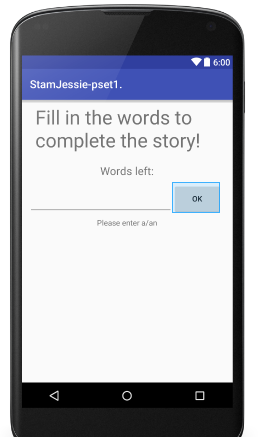 6:00
StamJessie-pset1.
Fill in the words to
complete the story!
Words left:
OK
Please enter a/an